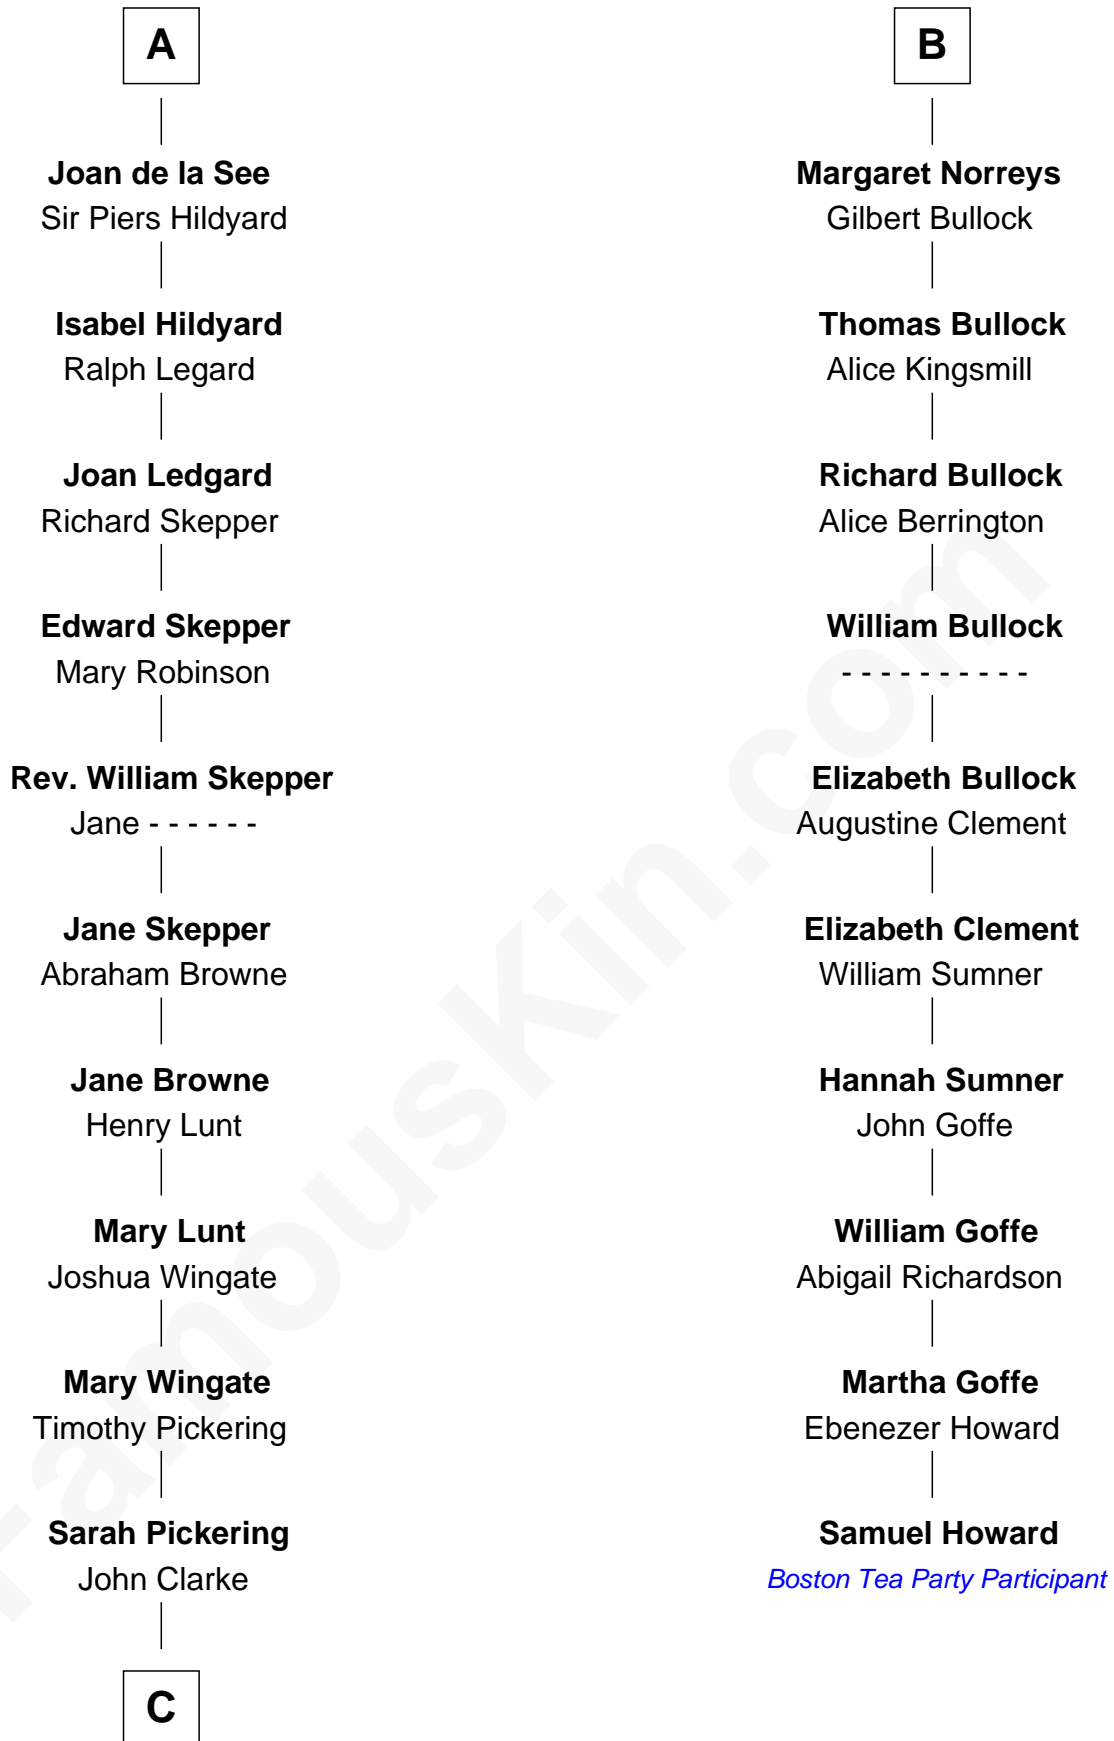 A
Joan de la See
Sir Piers Hildyard
Isabel Hildyard
Ralph Legard
Joan Ledgard
Richard Skepper
Edward Skepper
Mary Robinson
Rev. William Skepper
Jane - - - - - -
Jane Skepper
Abraham Browne
Jane Browne
Henry Lunt
Mary Lunt
Joshua Wingate
Mary Wingate
Timothy Pickering
Sarah Pickering
John Clarke
C
B
Margaret Norreys
Gilbert Bullock
Thomas Bullock
Alice Kingsmill
Richard Bullock
Alice Berrington
William Bullock
- - - - - - - - - -
Elizabeth Bullock
Augustine Clement
Elizabeth Clement
William Sumner
Hannah Sumner
John Goffe
William Goffe
Abigail Richardson
Martha Goffe
Ebenezer Howard
Samuel Howard
Boston Tea Party Participant
FamousKin.com